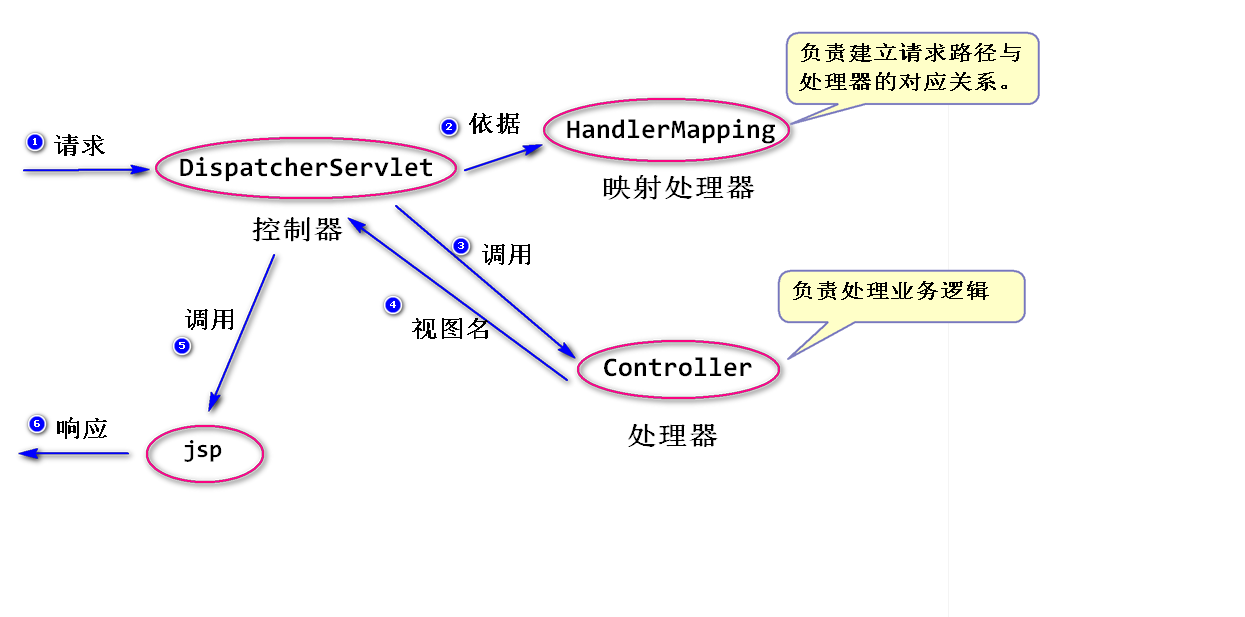 负责建立请求路径与
处理器的对应关系。
1 请求
DispatcherServlet
控制器
2 依据
HandlerMapping
映射处理器
3 调用
4 视图名
负责处理业务逻辑
Controller
处理器
调用
5
jsp
6 响应